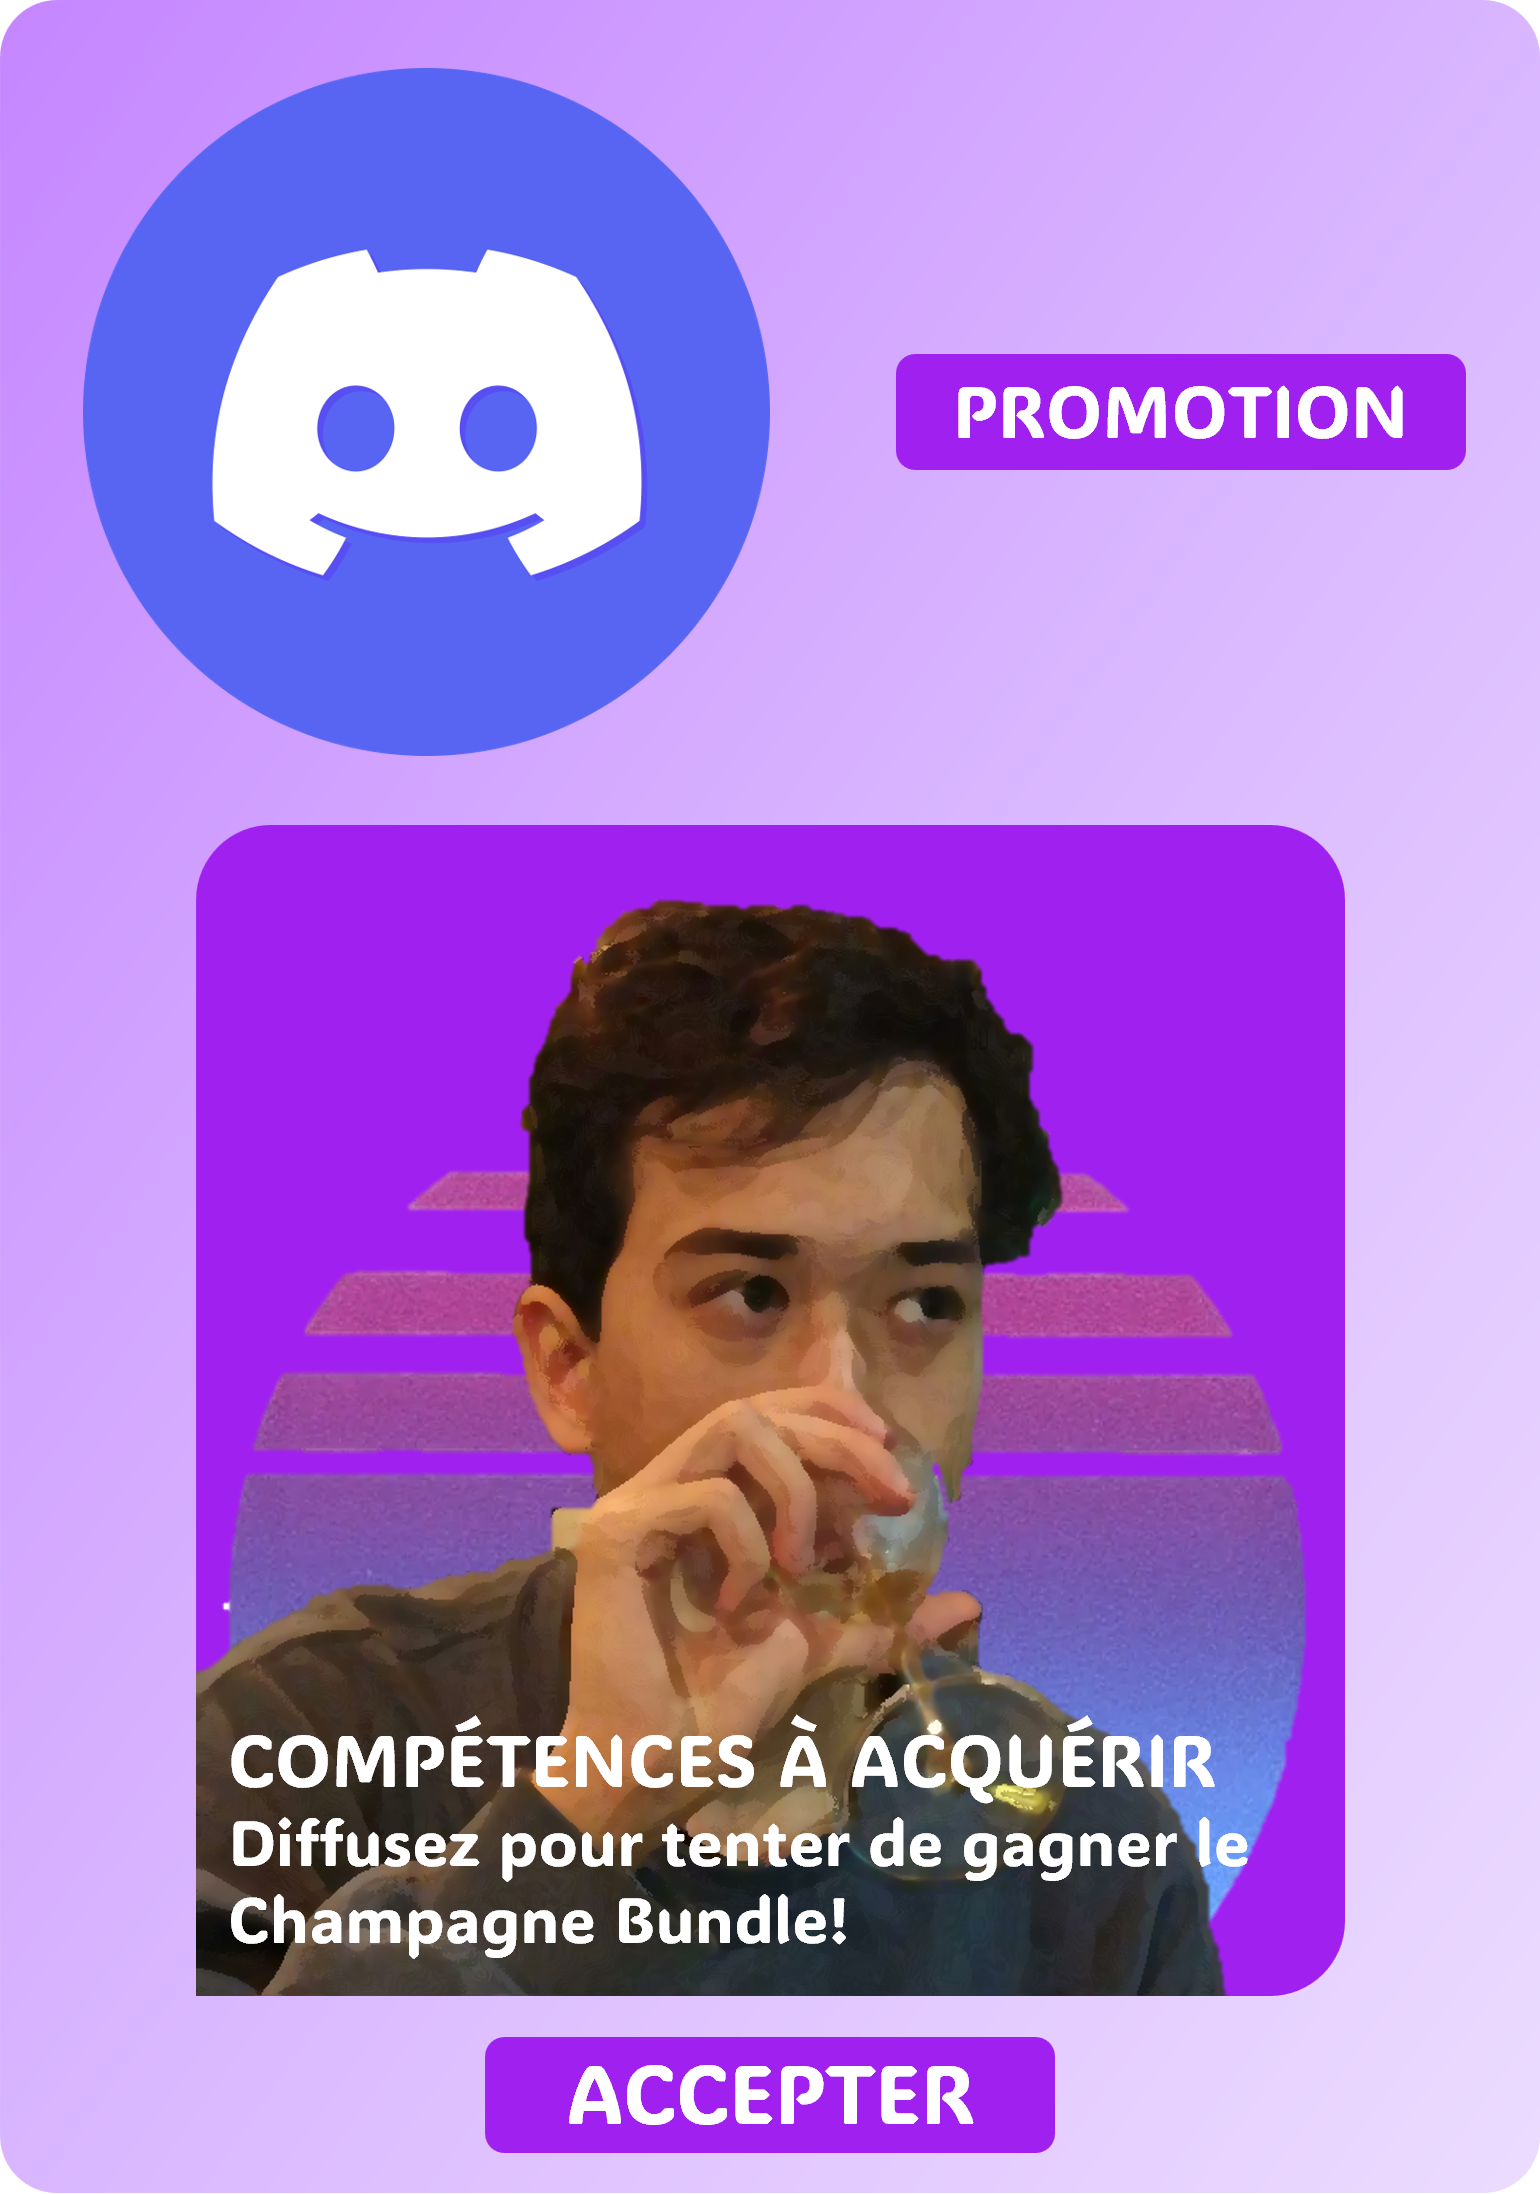 PROMOTION
COMPÉTENCES À ACQUÉRIR
Diffusez pour tenter de gagner le
Champagne Bundle!
ACCEPTER